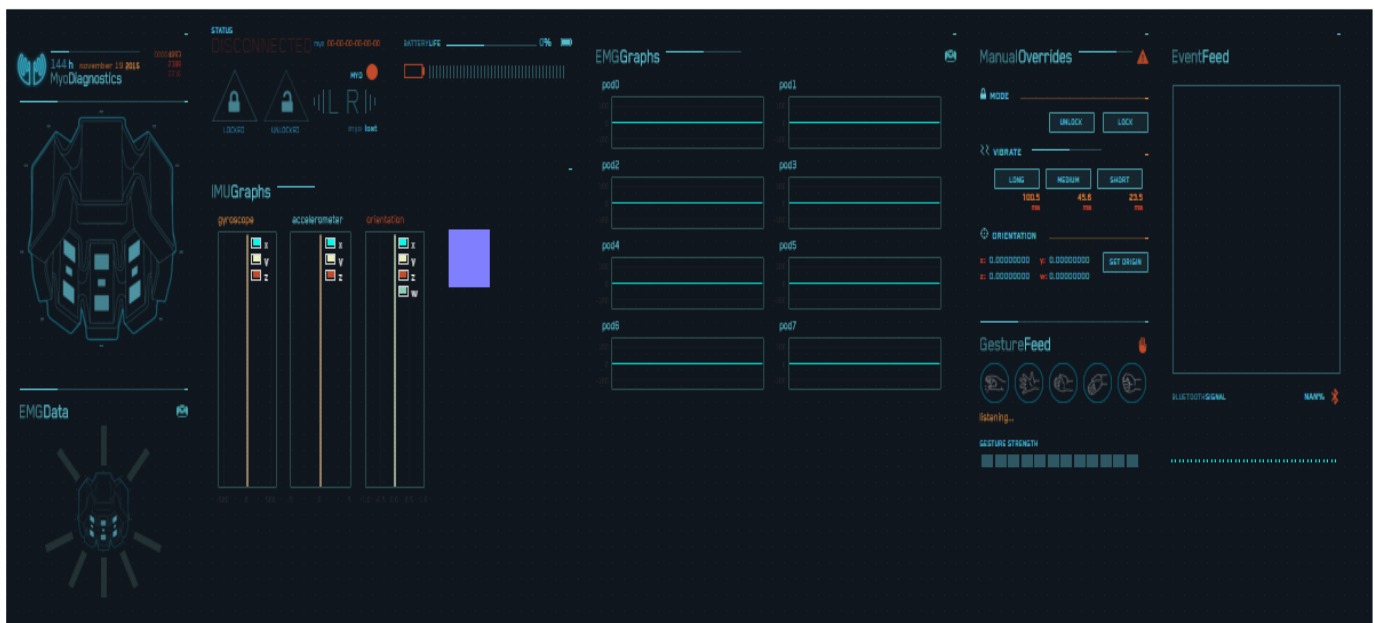 144 h november 19 2015
MyoDiagnostics
EMGData
STATUS
DISCONNECTED myo 00-00-00-00-00
BATTERYLIFE 0%
MYO
L R
LOCKED UNLOCKED myo lost
IMUGraphs
gyroscope accelerometer orientation
x x x
y y y
z z z
w
EMGGraphs
pod0 pod1
pod2 pod3
pod4 pod5
pod6 pod7
ManualOverrides
MODE
UNLOCK LOCK
VIBRATE
LONG MEDIUM SHORT
100.5 45.6 23.5
ms ms ms
ORIENTATION
x: 0.00000000 y: 0.00000000
z: 0.00000000 w: 0.00000000
SET ORIGIN
GestureFeed
listening...
GESTURE STRENGTH
EventFeed
BLUETOOTHSIGNAL NAN%